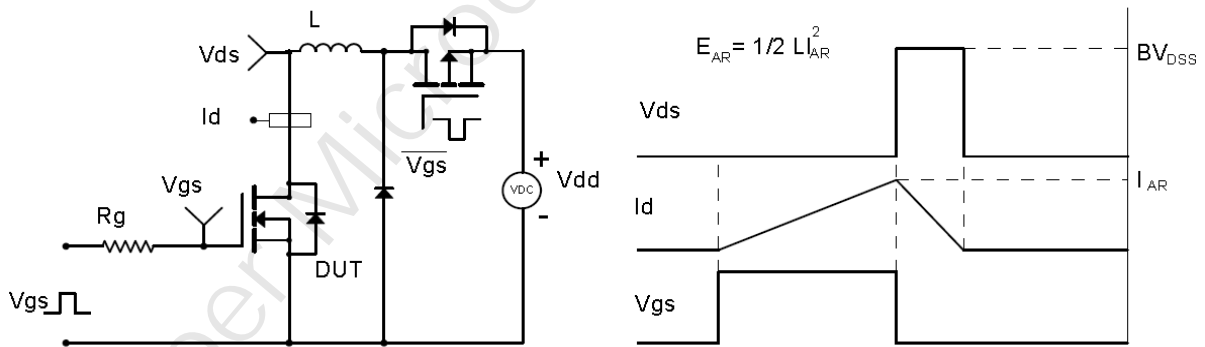 L
Vds
Id
Vgs
Vgs
+
VDC
Vdd
-
Rg
DUT
Vgs
E_AR = 1/2 LI_AR^2
BV_DSS
Vds
I_AR
Id
Vgs